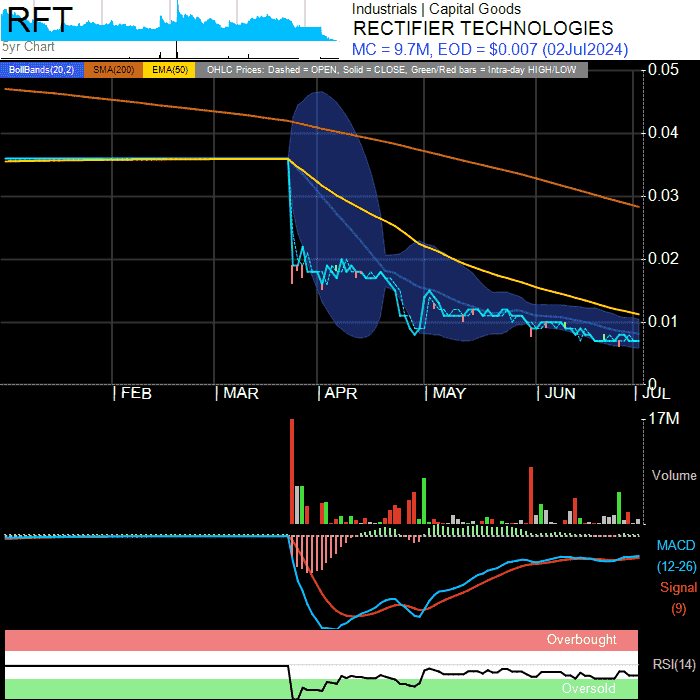 RFT
5yr Chart
Industrials | Capital Goods
RECTIFIER TECHNOLOGIES
MC = 9.7M, EOD = $0.007 (02Jul2024)
BollBands(20,2) SMA(200) EMA(50) OHLC Prices: Dashed = OPEN, Solid = CLOSE, Green/Red bars = Intra-day HIGH/LOW
0.05
0.04
0.03
0.02
0.01
0
FEB MAR APR MAY JUN JUL
17M
Volume
MACD
(12-26)
Signal
(9)
Overbought
RSI(14)
Oversold